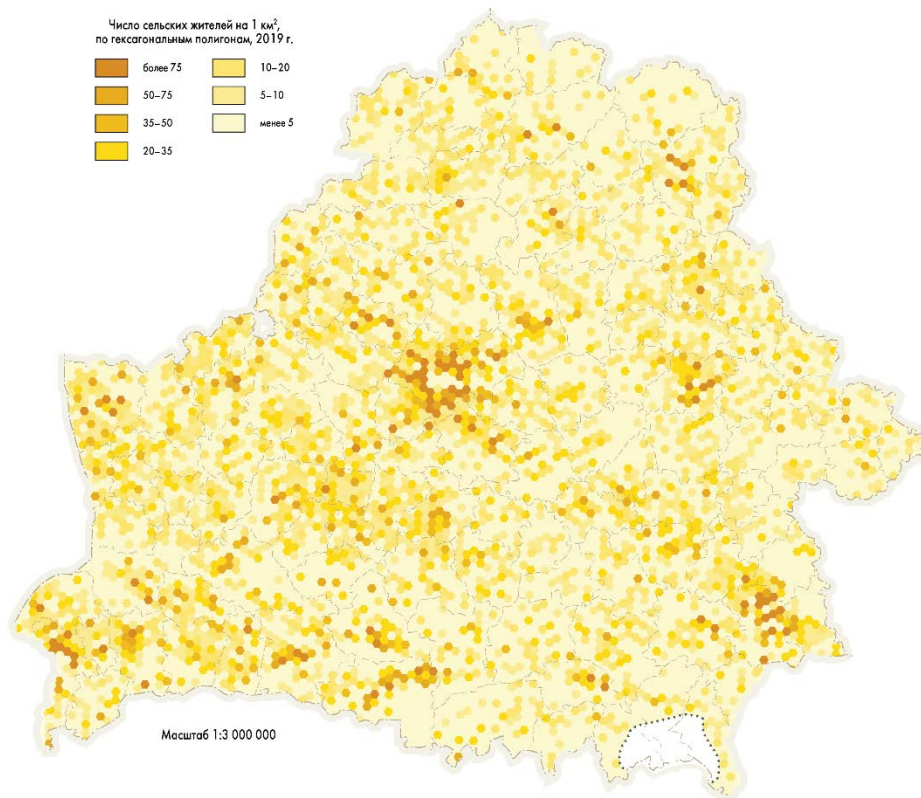 Число сельских жителей на 1 км²,
по гексагональным полигонам, 2019 г.
более 75
50–75
35–50
20–35
10–20
5–10
менее 5
Масштаб 1:3 000 000